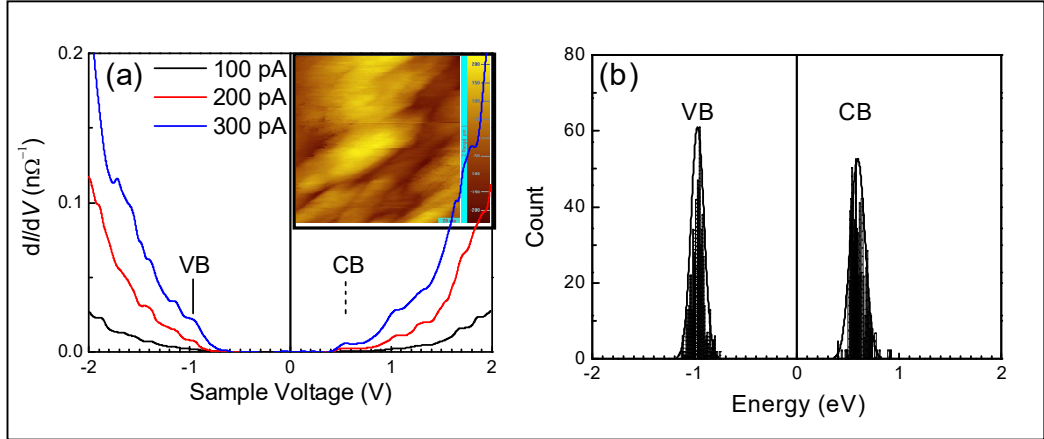 (a)
100 pA
200 pA
300 pA
VB
CB
0.2
0.1
0.0
dI/dV (nΩ⁻¹)
-2 -1 0 1 2
Sample Voltage (V)
(b)
VB
CB
80
60
40
20
0
Count
-2 -1 0 1 2
Energy (eV)